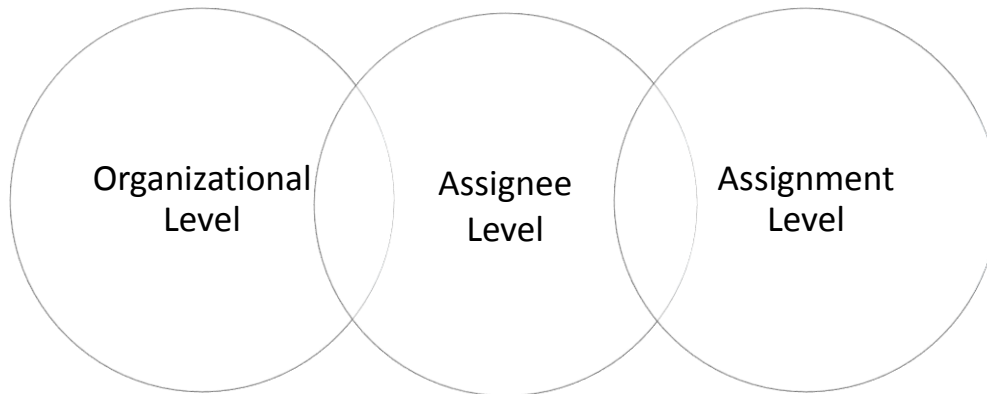 Organizational
Level
Assignee
Level
Assignment
Level